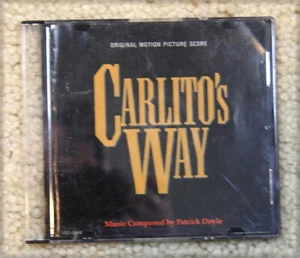 ORIGINAL MOTION PICTURE SCORE
CARLITO'S
WAY
Music Composed by Patrick Doyle